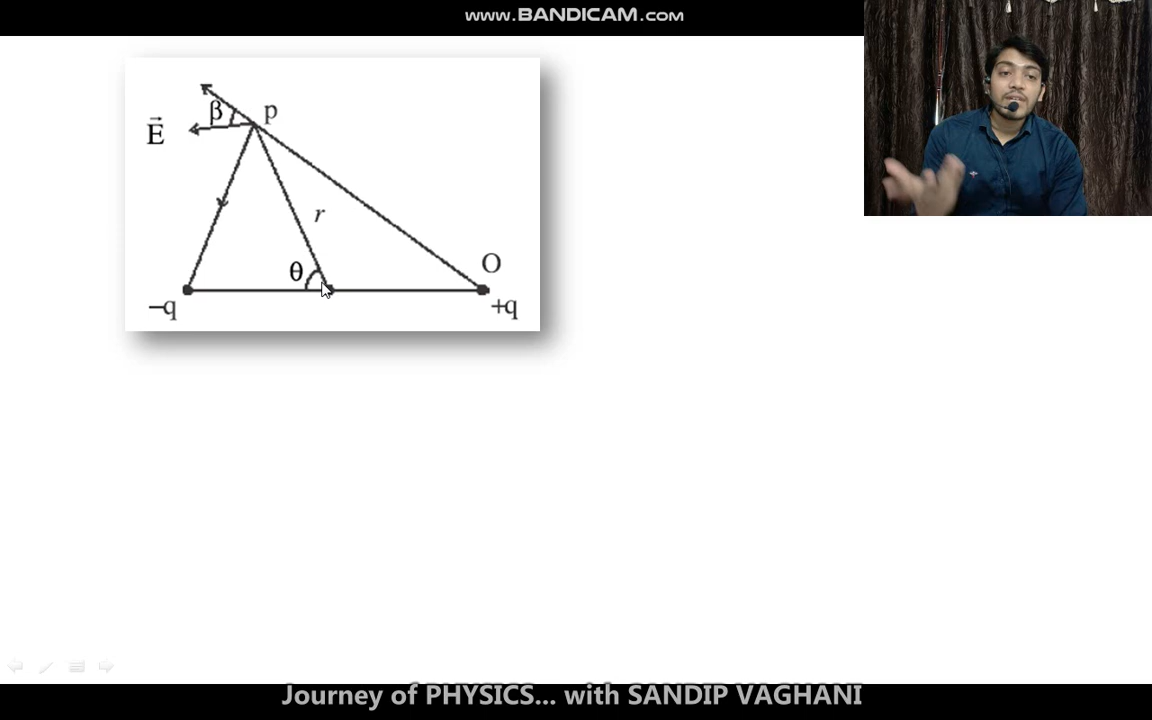 www.BANDICAM.com
β
p
E
r
θ
O
−q
+q
Journey of PHYSICS... with SANDIP VAGHANI